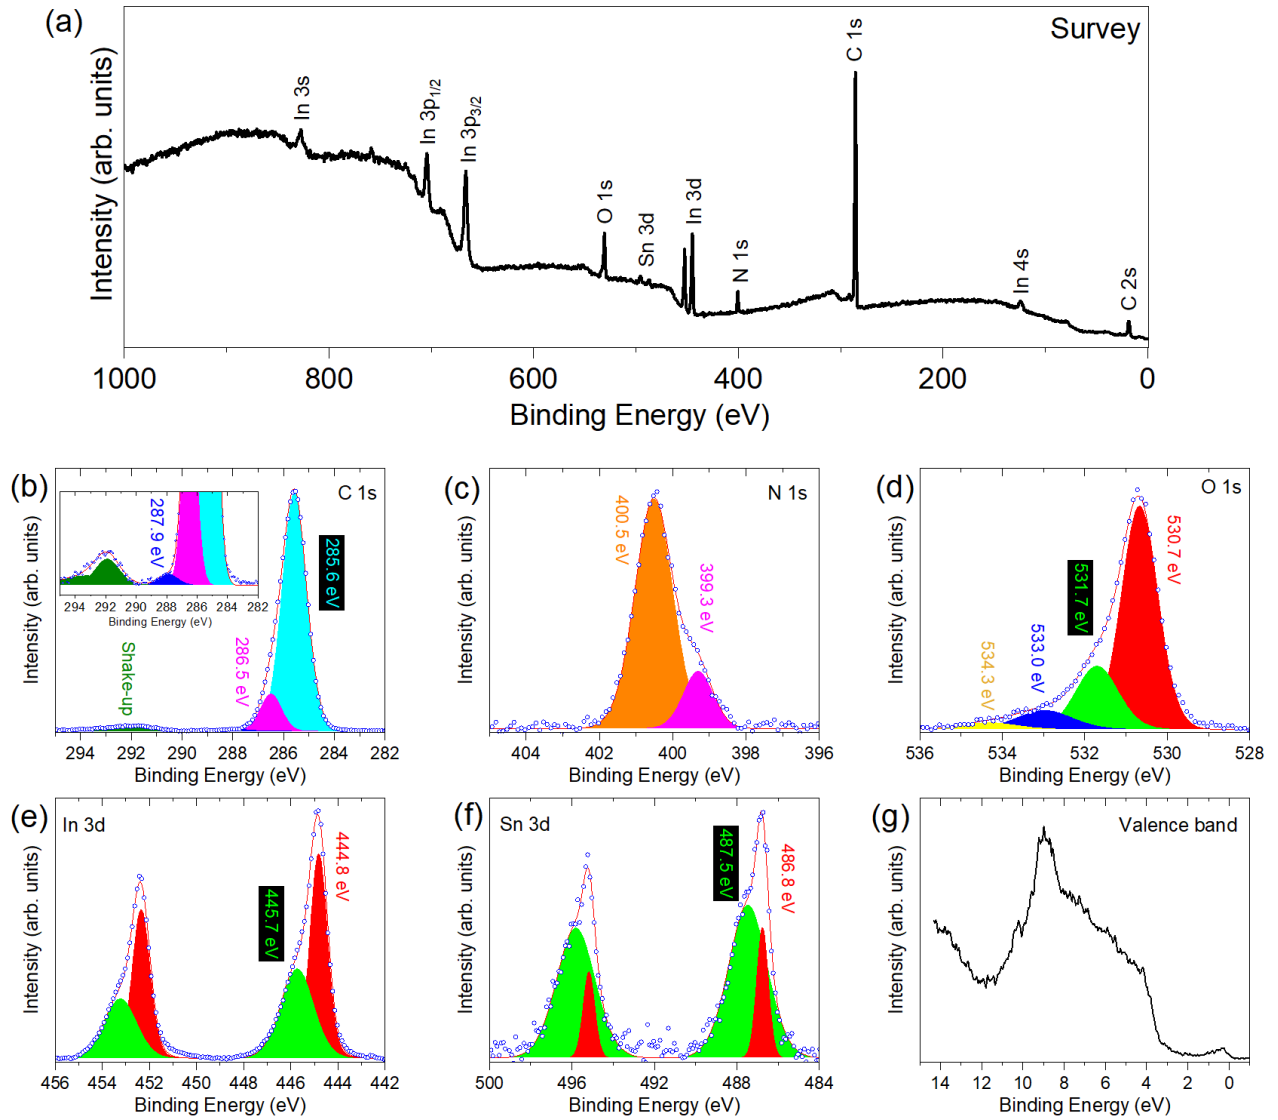 (a)
Survey
Intensity (arb. units)
In 3s
In 3p1/2
In 3p3/2
O 1s
Sn 3d
In 3d
N 1s
C 1s
In 4s
C 2s
1000 800 600 400 200 0
Binding Energy (eV)
(b)
C 1s
Intensity (arb. units)
287.9 eV
294 292 290 288 286 284 282
Binding Energy (eV)
285.6 eV
286.5 eV
Shake-up
294 292 290 288 286 284 282
Binding Energy (eV)
(c)
N 1s
Intensity (arb. units)
400.5 eV
399.3 eV
404 402 400 398 396
Binding Energy (eV)
(d)
O 1s
Intensity (arb. units)
530.7 eV
531.7 eV
533.0 eV
534.3 eV
536 534 532 530 528
Binding Energy (eV)
(e)
In 3d
Intensity (arb. units)
444.8 eV
445.7 eV
456 454 452 450 448 446 444 442
Binding Energy (eV)
(f)
Sn 3d
Intensity (arb. units)
487.5 eV
486.8 eV
500 496 492 488 484
Binding Energy (eV)
(g)
Valence band
Intensity (arb. units)
14 12 10 8 6 4 2 0
Binding Energy (eV)